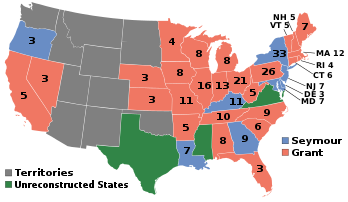 NH 5
VT 5
7
3
4
8
8
33
MA 12
RI 4
CT 6
5
3
3
8
16
13
21
26
NJ 7
DE 3
MD 7
3
11
11
5
10
9
5
7
8
9
6
3
Seymour
Grant
Territories
Unreconstructed States